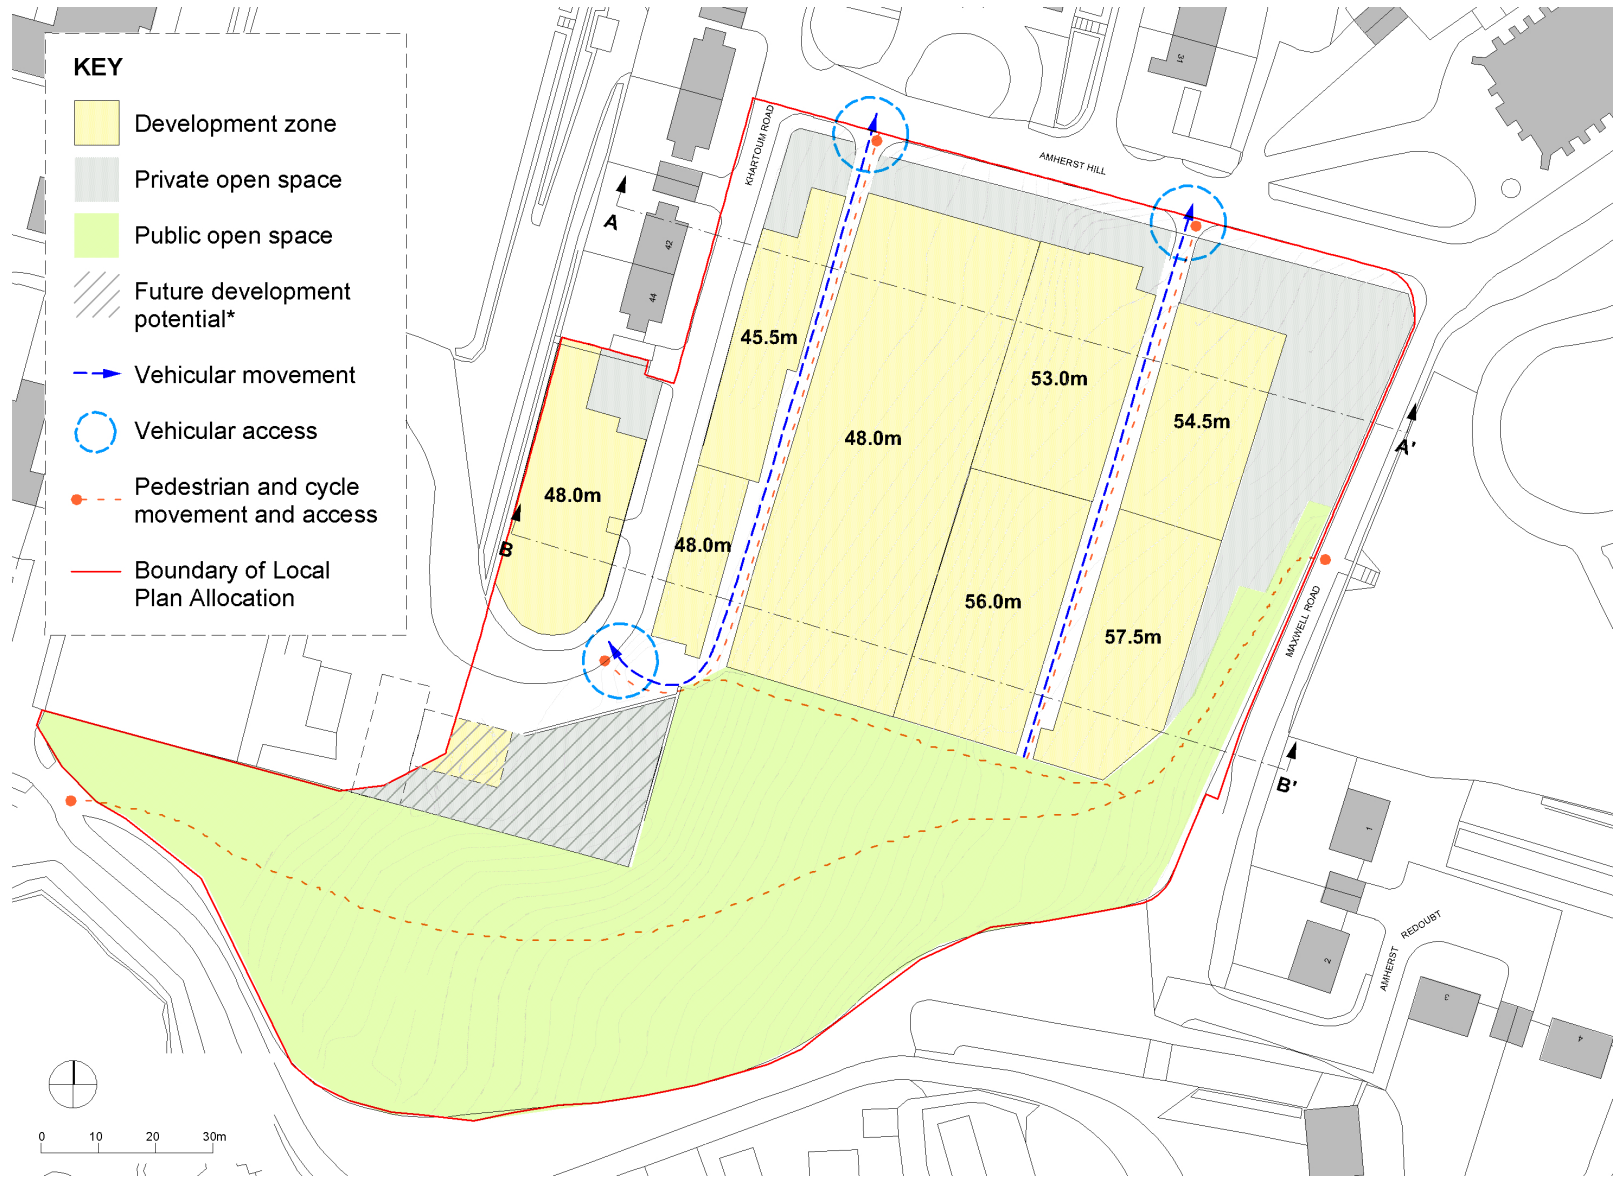 KEY
Development zone
Private open space
Public open space
Future development
potential*
Vehicular movement
Vehicular access
Pedestrian and cycle
movement and access
Boundary of Local
Plan Allocation
KHARTOUM ROAD
AMHERST HILL
31
A
42
44
45.5m
53.0m
54.5m
48.0m
A'
48.0m
B
48.0m
56.0m
57.5m
MAXWELL ROAD
B'
1
2
AMHERST
REDOUBT
3
4
0 10 20 30m